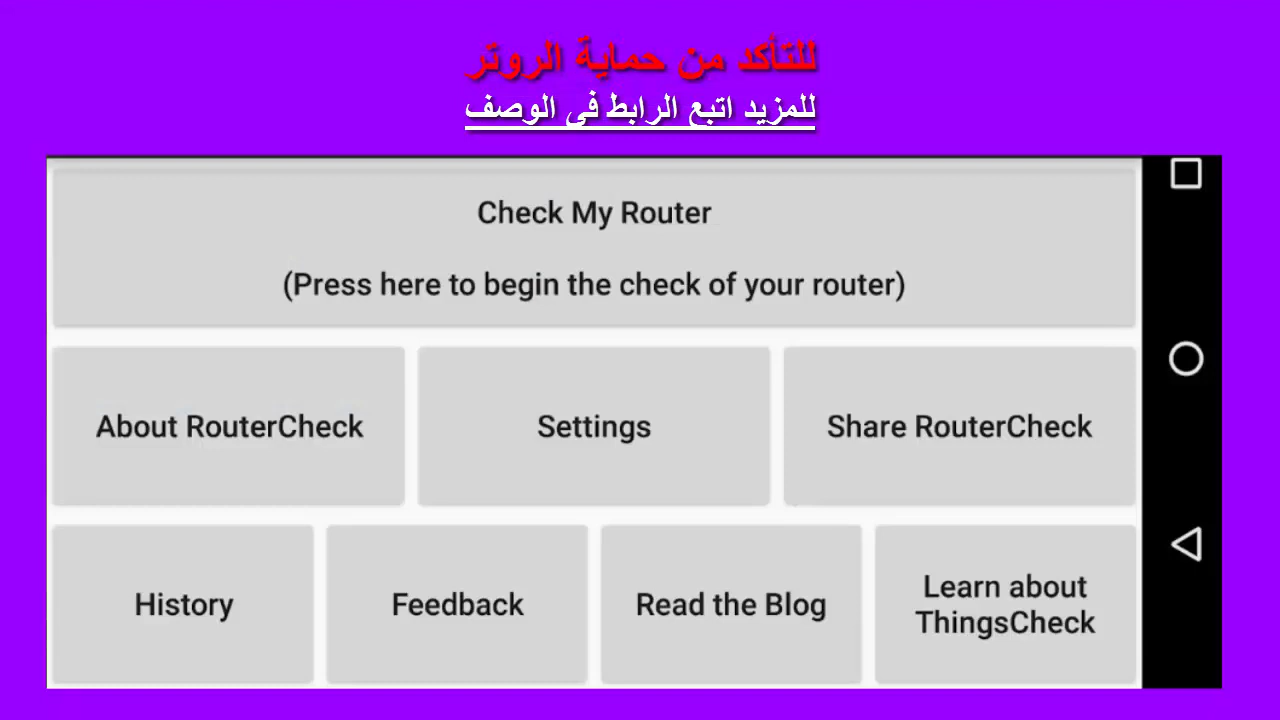 للتأكد من حماية الروتر
للمزيد اتبع الرابط فى الوصف
Check My Router
(Press here to begin the check of your router)
About RouterCheck
Settings
Share RouterCheck
History
Feedback
Read the Blog
Learn about
ThingsCheck